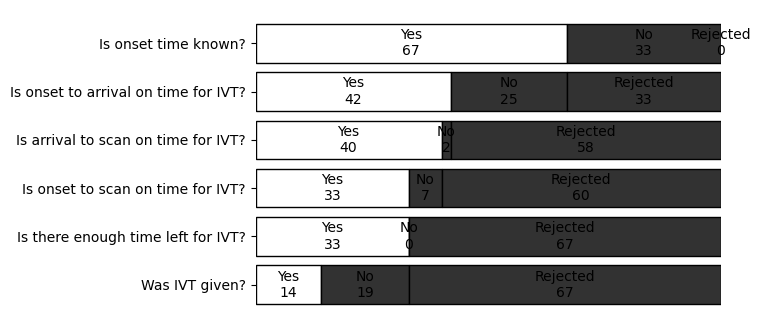 Is onset time known?
Yes No Rejected
67 33 0
Is onset to arrival on time for IVT?
Yes No Rejected
42 25 33
Is arrival to scan on time for IVT?
Yes No Rejected
40 2 58
Is onset to scan on time for IVT?
Yes No Rejected
33 7 60
Is there enough time left for IVT?
Yes No Rejected
33 0 67
Was IVT given?
Yes No Rejected
14 19 67